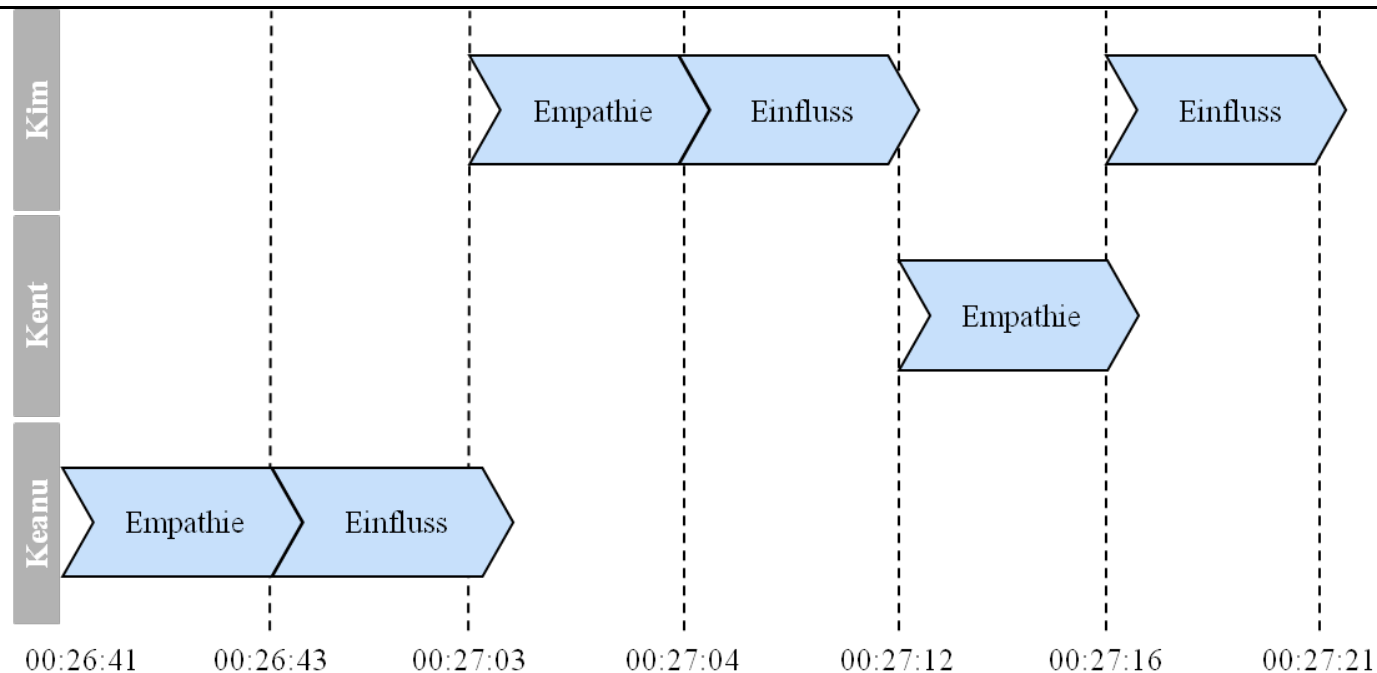 Kim
Empathie
Einfluss
Einfluss
Kent
Empathie
Keanu
Empathie
Einfluss
00:26:41
00:26:43
00:27:03
00:27:04
00:27:12
00:27:16
00:27:21